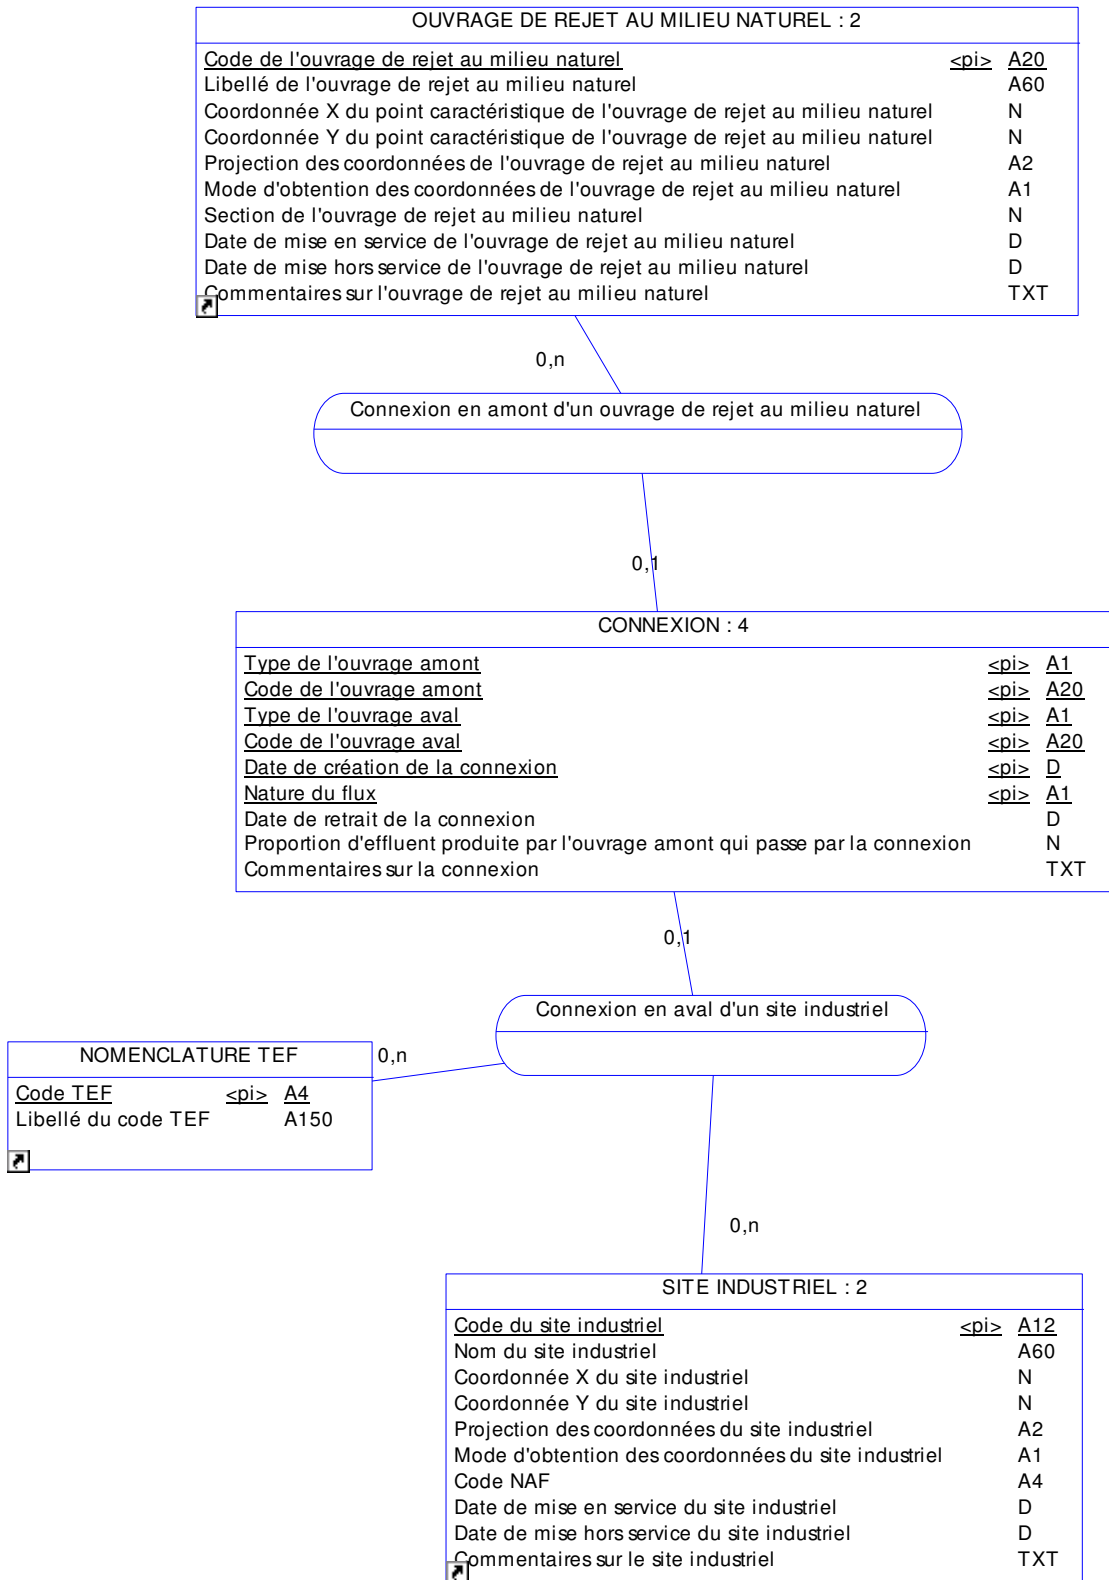 OUVRAGE DE REJET AU MILIEU NATUREL : 2
Code de l'ouvrage de rejet au milieu naturel <pi> A20
Libellé de l'ouvrage de rejet au milieu naturel A60
Coordonnée X du point caractéristique de l'ouvrage de rejet au milieu naturel N
Coordonnée Y du point caractéristique de l'ouvrage de rejet au milieu naturel N
Projection des coordonnées de l'ouvrage de rejet au milieu naturel A2
Mode d'obtention des coordonnées de l'ouvrage de rejet au milieu naturel A1
Section de l'ouvrage de rejet au milieu naturel N
Date de mise en service de l'ouvrage de rejet au milieu naturel D
Date de mise hors service de l'ouvrage de rejet au milieu naturel D
Commentaires sur l'ouvrage de rejet au milieu naturel TXT
0,n
Connexion en amont d'un ouvrage de rejet au milieu naturel
0,1
CONNEXION : 4
Type de l'ouvrage amont <pi> A1
Code de l'ouvrage amont <pi> A20
Type de l'ouvrage aval <pi> A1
Code de l'ouvrage aval <pi> A20
Date de création de la connexion <pi> D
Nature du flux <pi> A1
Date de retrait de la connexion D
Proportion d'effluent produite par l'ouvrage amont qui passe par la connexion N
Commentaires sur la connexion TXT
0,1
Connexion en aval d'un site industriel
NOMENCLATURE TEF
0,n
Code TEF <pi> A4
Libellé du code TEF A150
0,n
SITE INDUSTRIEL : 2
Code du site industriel <pi> A12
Nom du site industriel A60
Coordonnée X du site industriel N
Coordonnée Y du site industriel N
Projection des coordonnées du site industriel A2
Mode d'obtention des coordonnées du site industriel A1
Code NAF A4
Date de mise en service du site industriel D
Date de mise hors service du site industriel D
Commentaires sur le site industriel TXT